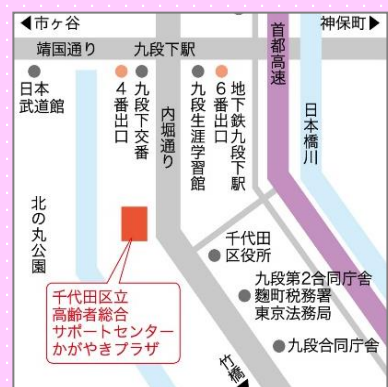 ◀市ヶ谷
神保町▶
靖国通り
九段下駅
首都高速
日本
武道館
4番出口
九段下交番
内堀通り
九段生涯学習館
6番出口
地下鉄九段下駅
日本橋川
北の丸公園
千代田
区役所
千代田区立
高齢者総合
サポートセンター
かがやきプラザ
九段第2合同庁舎
麹町税務署
東京法務局
九段合同庁舎
竹橋